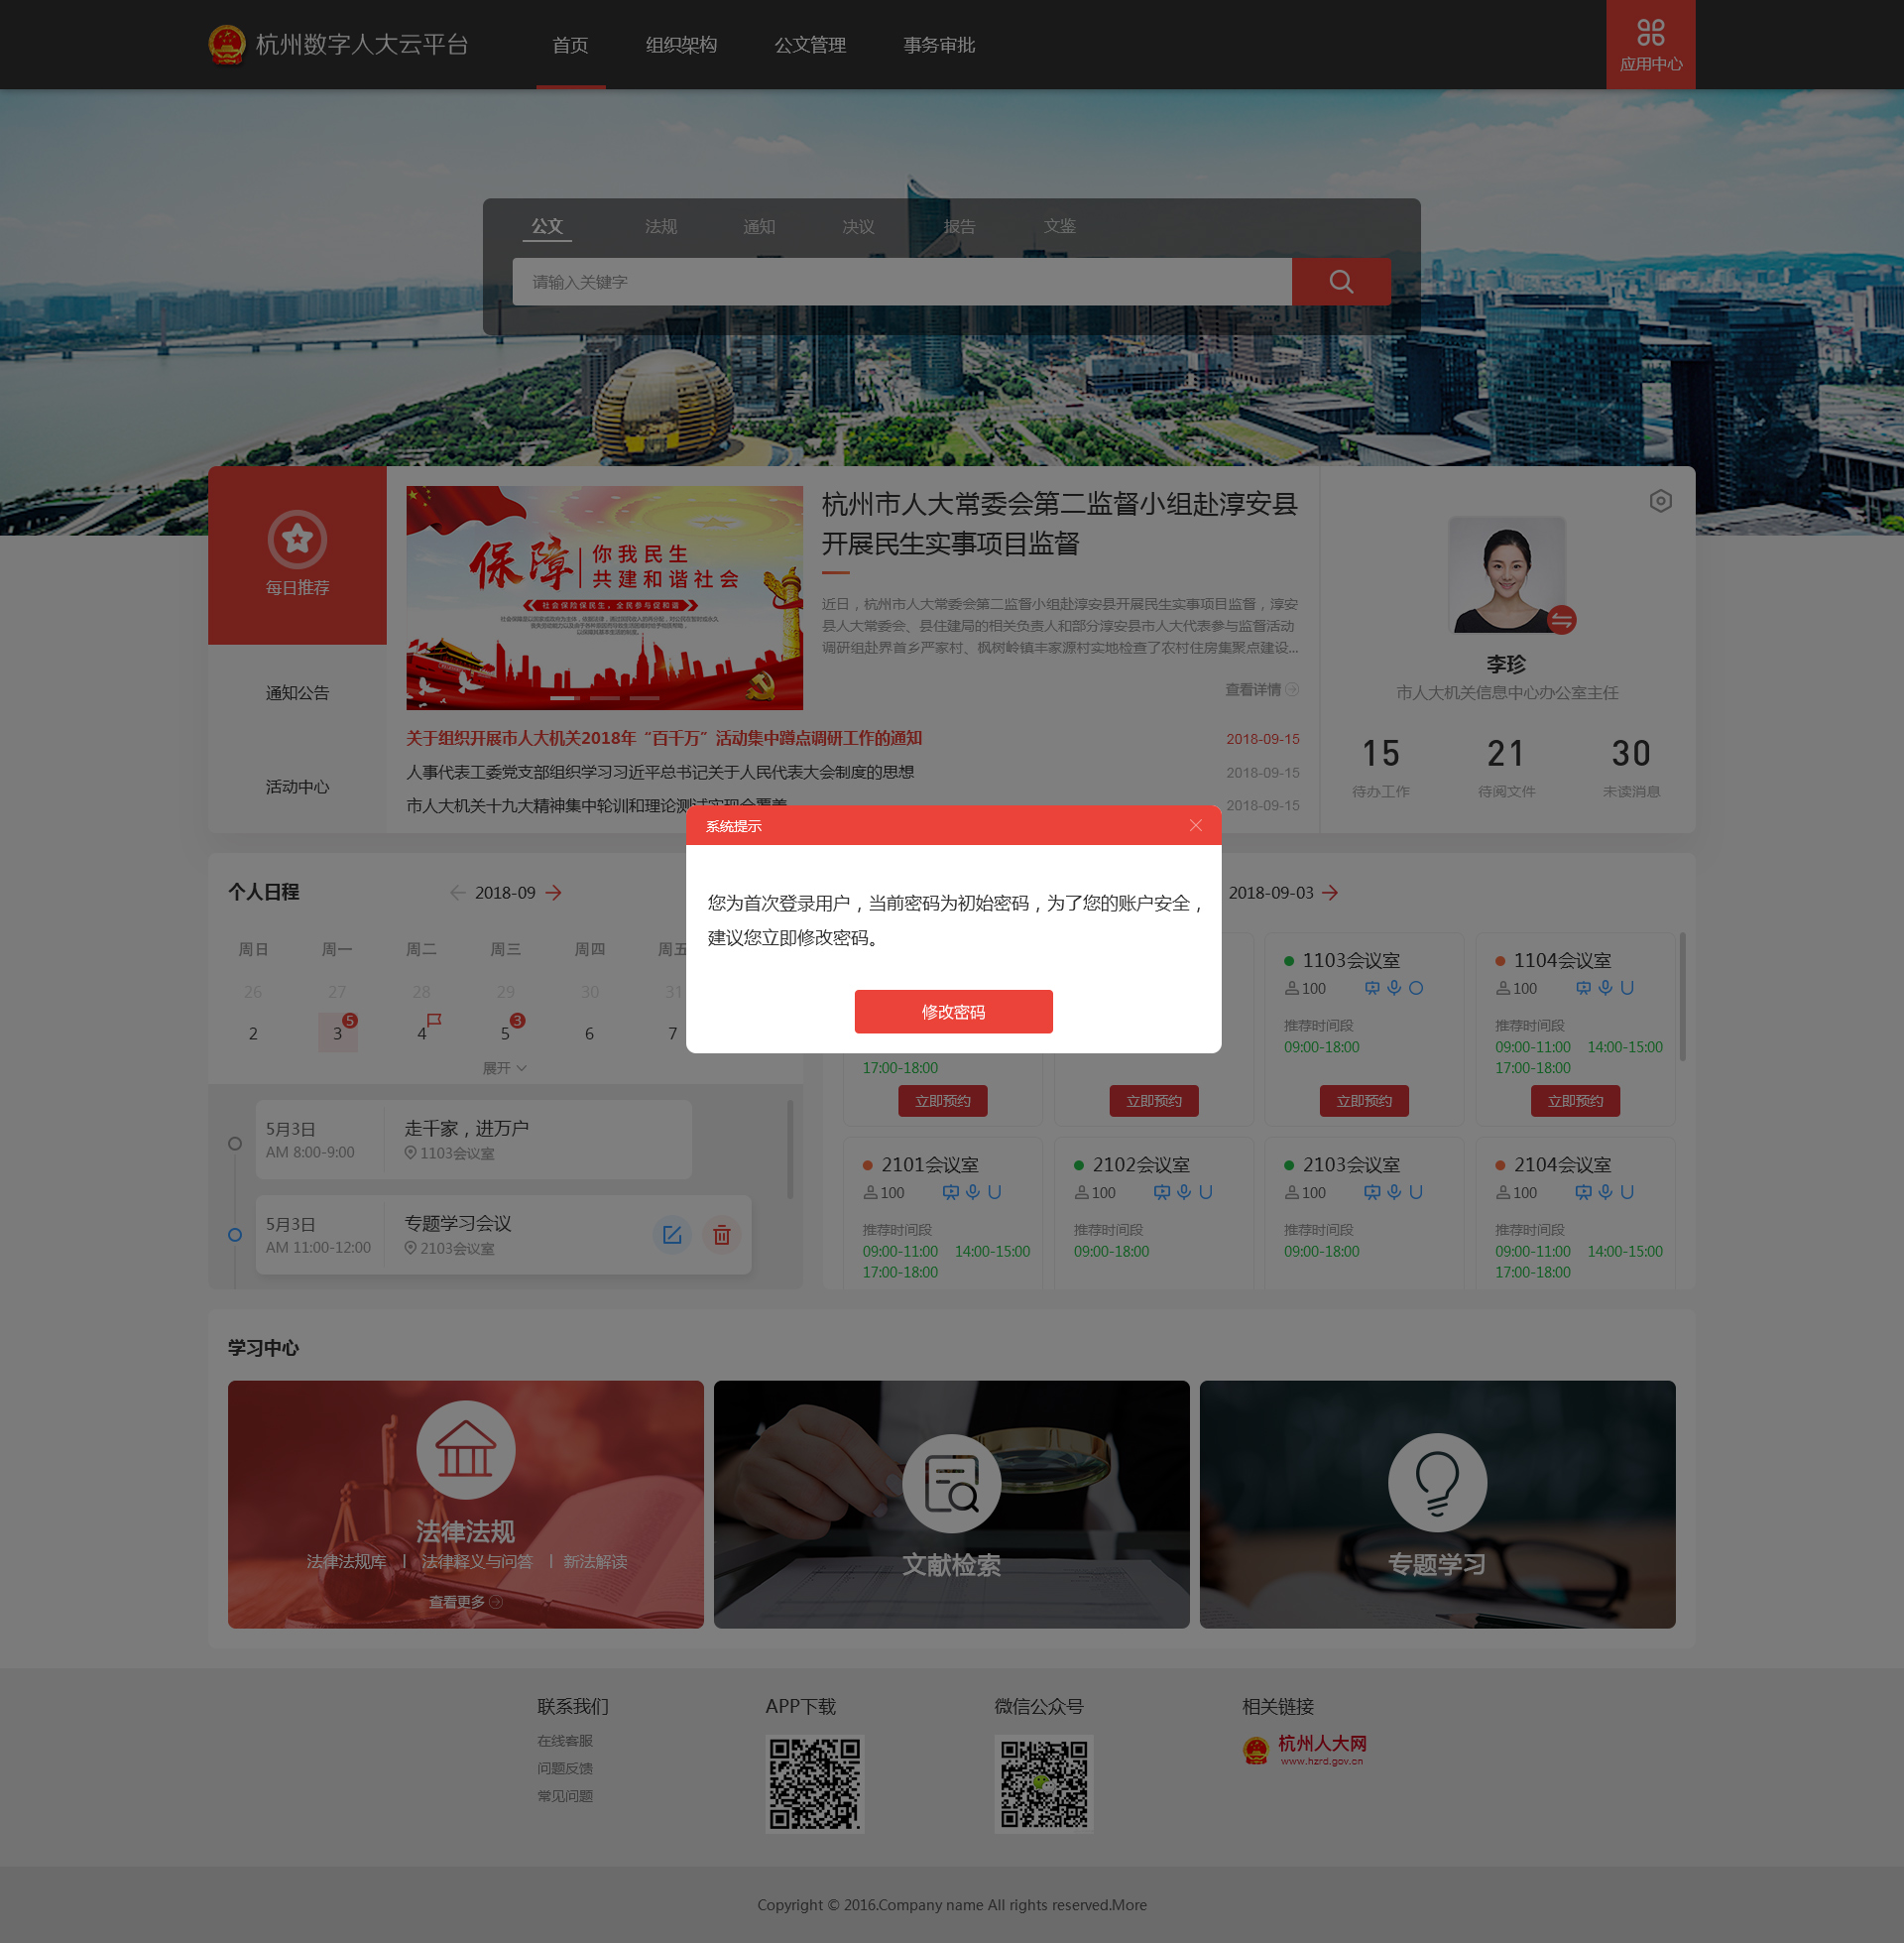 杭州数字人大云平台
首页
组织架构
公文管理
事务审批
应用中心
公文
法规
通知
决议
报告
文鉴
请输入关键字
每日推荐
通知公告
活动中心
保障
你我民生
共建和谐社会
社会保险保民生，全民参与促和谐
杭州市人大常委会第二监督小组赴淳安县
开展民生实事项目监督
近日，杭州市人大常委会第二监督小组赴淳安县开展民生实事项目监督，淳安
县人大常委会、县住建局的相关负责人和部分淳安县市人大代表参与监督活动
调研组赴界首乡严家村、枫树岭镇丰家源村实地检查了农村住房集聚点建设...
查看详情
关于组织开展市人大机关2018年“百千万”活动集中蹲点调研工作的通知
2018-09-15
人事代表工委党支部组织学习习近平总书记关于人民代表大会制度的思想
2018-09-15
市人大机关十九大精神集中轮训和理论测试实现全覆盖
2018-09-15
李珍
市人大机关信息中心办公室主任
15
21
30
待办工作
待阅文件
未读消息
系统提示
您为首次登录用户，当前密码为初始密码，为了您的账户安全，
建议您立即修改密码。
修改密码
个人日程
2018-09
周日 周一 周二 周三 周四 周五
26 27 28 29 30 31
2 3 5 4 5 3 6 7
展开
5月3日
AM 8:00-9:00
走千家，进万户
1103会议室
5月3日
AM 11:00-12:00
专题学习会议
2103会议室
2018-09-03
17:00-18:00
立即预约
立即预约
1103会议室
100
推荐时间段
09:00-18:00
立即预约
1104会议室
100
推荐时间段
09:00-11:00 14:00-15:00
17:00-18:00
立即预约
2101会议室
100
推荐时间段
09:00-11:00 14:00-15:00
17:00-18:00
2102会议室
100
推荐时间段
09:00-18:00
2103会议室
100
推荐时间段
09:00-18:00
2104会议室
100
推荐时间段
09:00-11:00 14:00-15:00
17:00-18:00
学习中心
法律法规
法律法规库 | 法律释义与问答 | 新法解读
查看更多
文献检索
专题学习
联系我们
在线客服
问题反馈
常见问题
APP下载
微信公众号
相关链接
杭州人大网
www.hzrd.gov.cn
Copyright © 2016.Company name All rights reserved.More